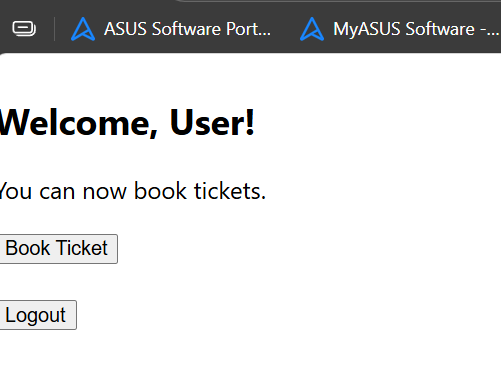 ASUS Software Port... MyASUS Software -...
Welcome, User!
You can now book tickets.
Book Ticket
Logout